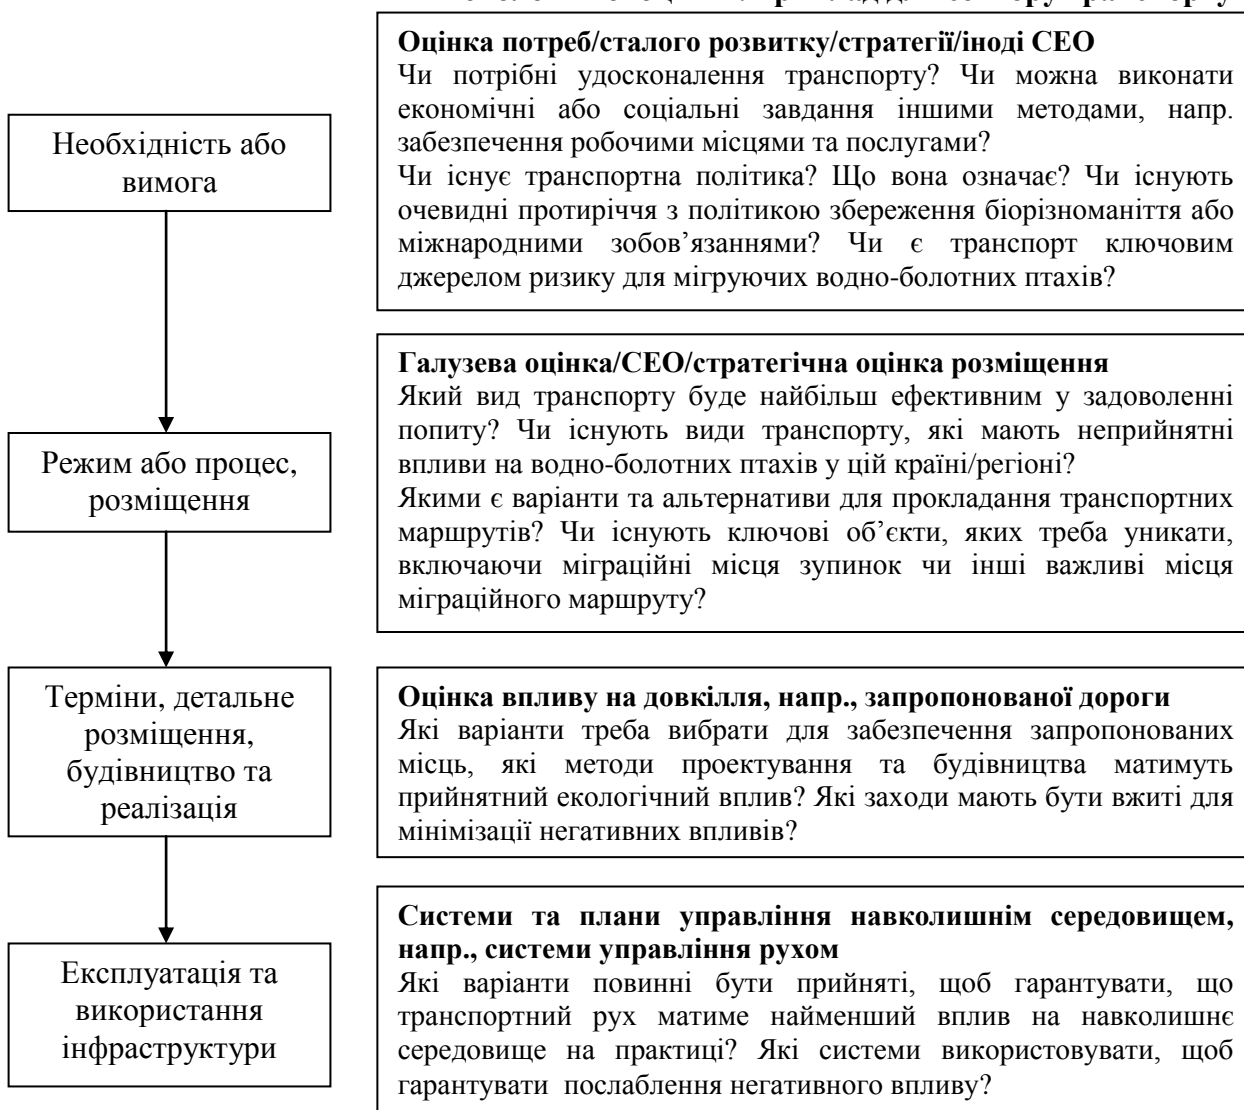 Необхідність або
вимога
Оцінка потреб/сталого розвитку/стратегії/іноді СЕО
Чи потрібні удосконалення транспорту? Чи можна виконати
економічні або соціальні завдання іншими методами, напр.
забезпечення робочими місцями та послугами?
Чи існує транспортна політика? Що вона означає? Чи існують
очевидні протиріччя з політикою збереження біорізноманіття або
міжнародними зобов’язаннями? Чи є транспорт ключовим
джерелом ризику для мігруючих водно-болотних птахів?
Режим або процес,
розміщення
Галузева оцінка/СЕО/стратегічна оцінка розміщення
Який вид транспорту буде найбільш ефективним у задоволенні
попиту? Чи існують види транспорту, які мають неприйнятні
впливи на водно-болотних птахів у цій країні/регіоні?
Якими є варіанти та альтернативи для прокладання транспортних
маршрутів? Чи існують ключові об’єкти, яких треба уникати,
включаючи міграційні місця зупинок чи інші важливі місця
міграційного маршруту?
Терміни, детальне
розміщення,
будівництво та
реалізація
Оцінка впливу на довкілля, напр., запропонованої дороги
Які варіанти треба вибрати для забезпечення запропонованих
місць, які методи проектування та будівництва матимуть
прийнятний екологічний вплив? Які заходи мають бути вжиті для
мінімізації негативних впливів?
Експлуатація та
використання
інфраструктури
Системи та плани управління навколишнім середовищем,
напр., системи управління рухом
Які варіанти повинні бути прийняті, щоб гарантувати, що
транспортний рух матиме найменший вплив на навколишнє
середовище на практиці? Які системи використовувати, щоб
гарантувати послаблення негативного впливу?